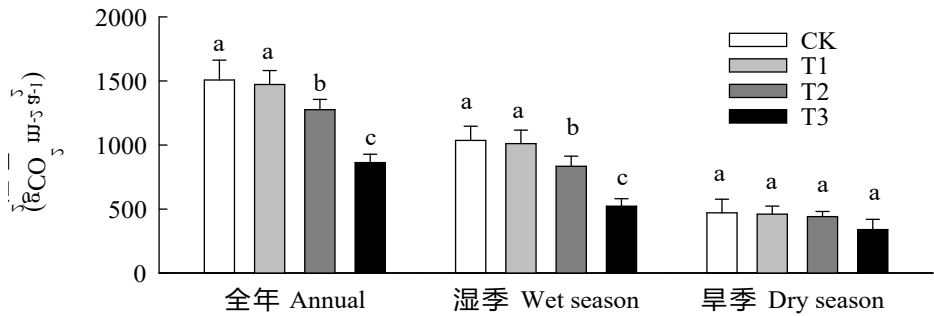 2000
1500
1000
500
0
a a b c
a a b c
a a a a
CK
T1
T2
T3
全年 Annual
湿季 Wet season
旱季 Dry season